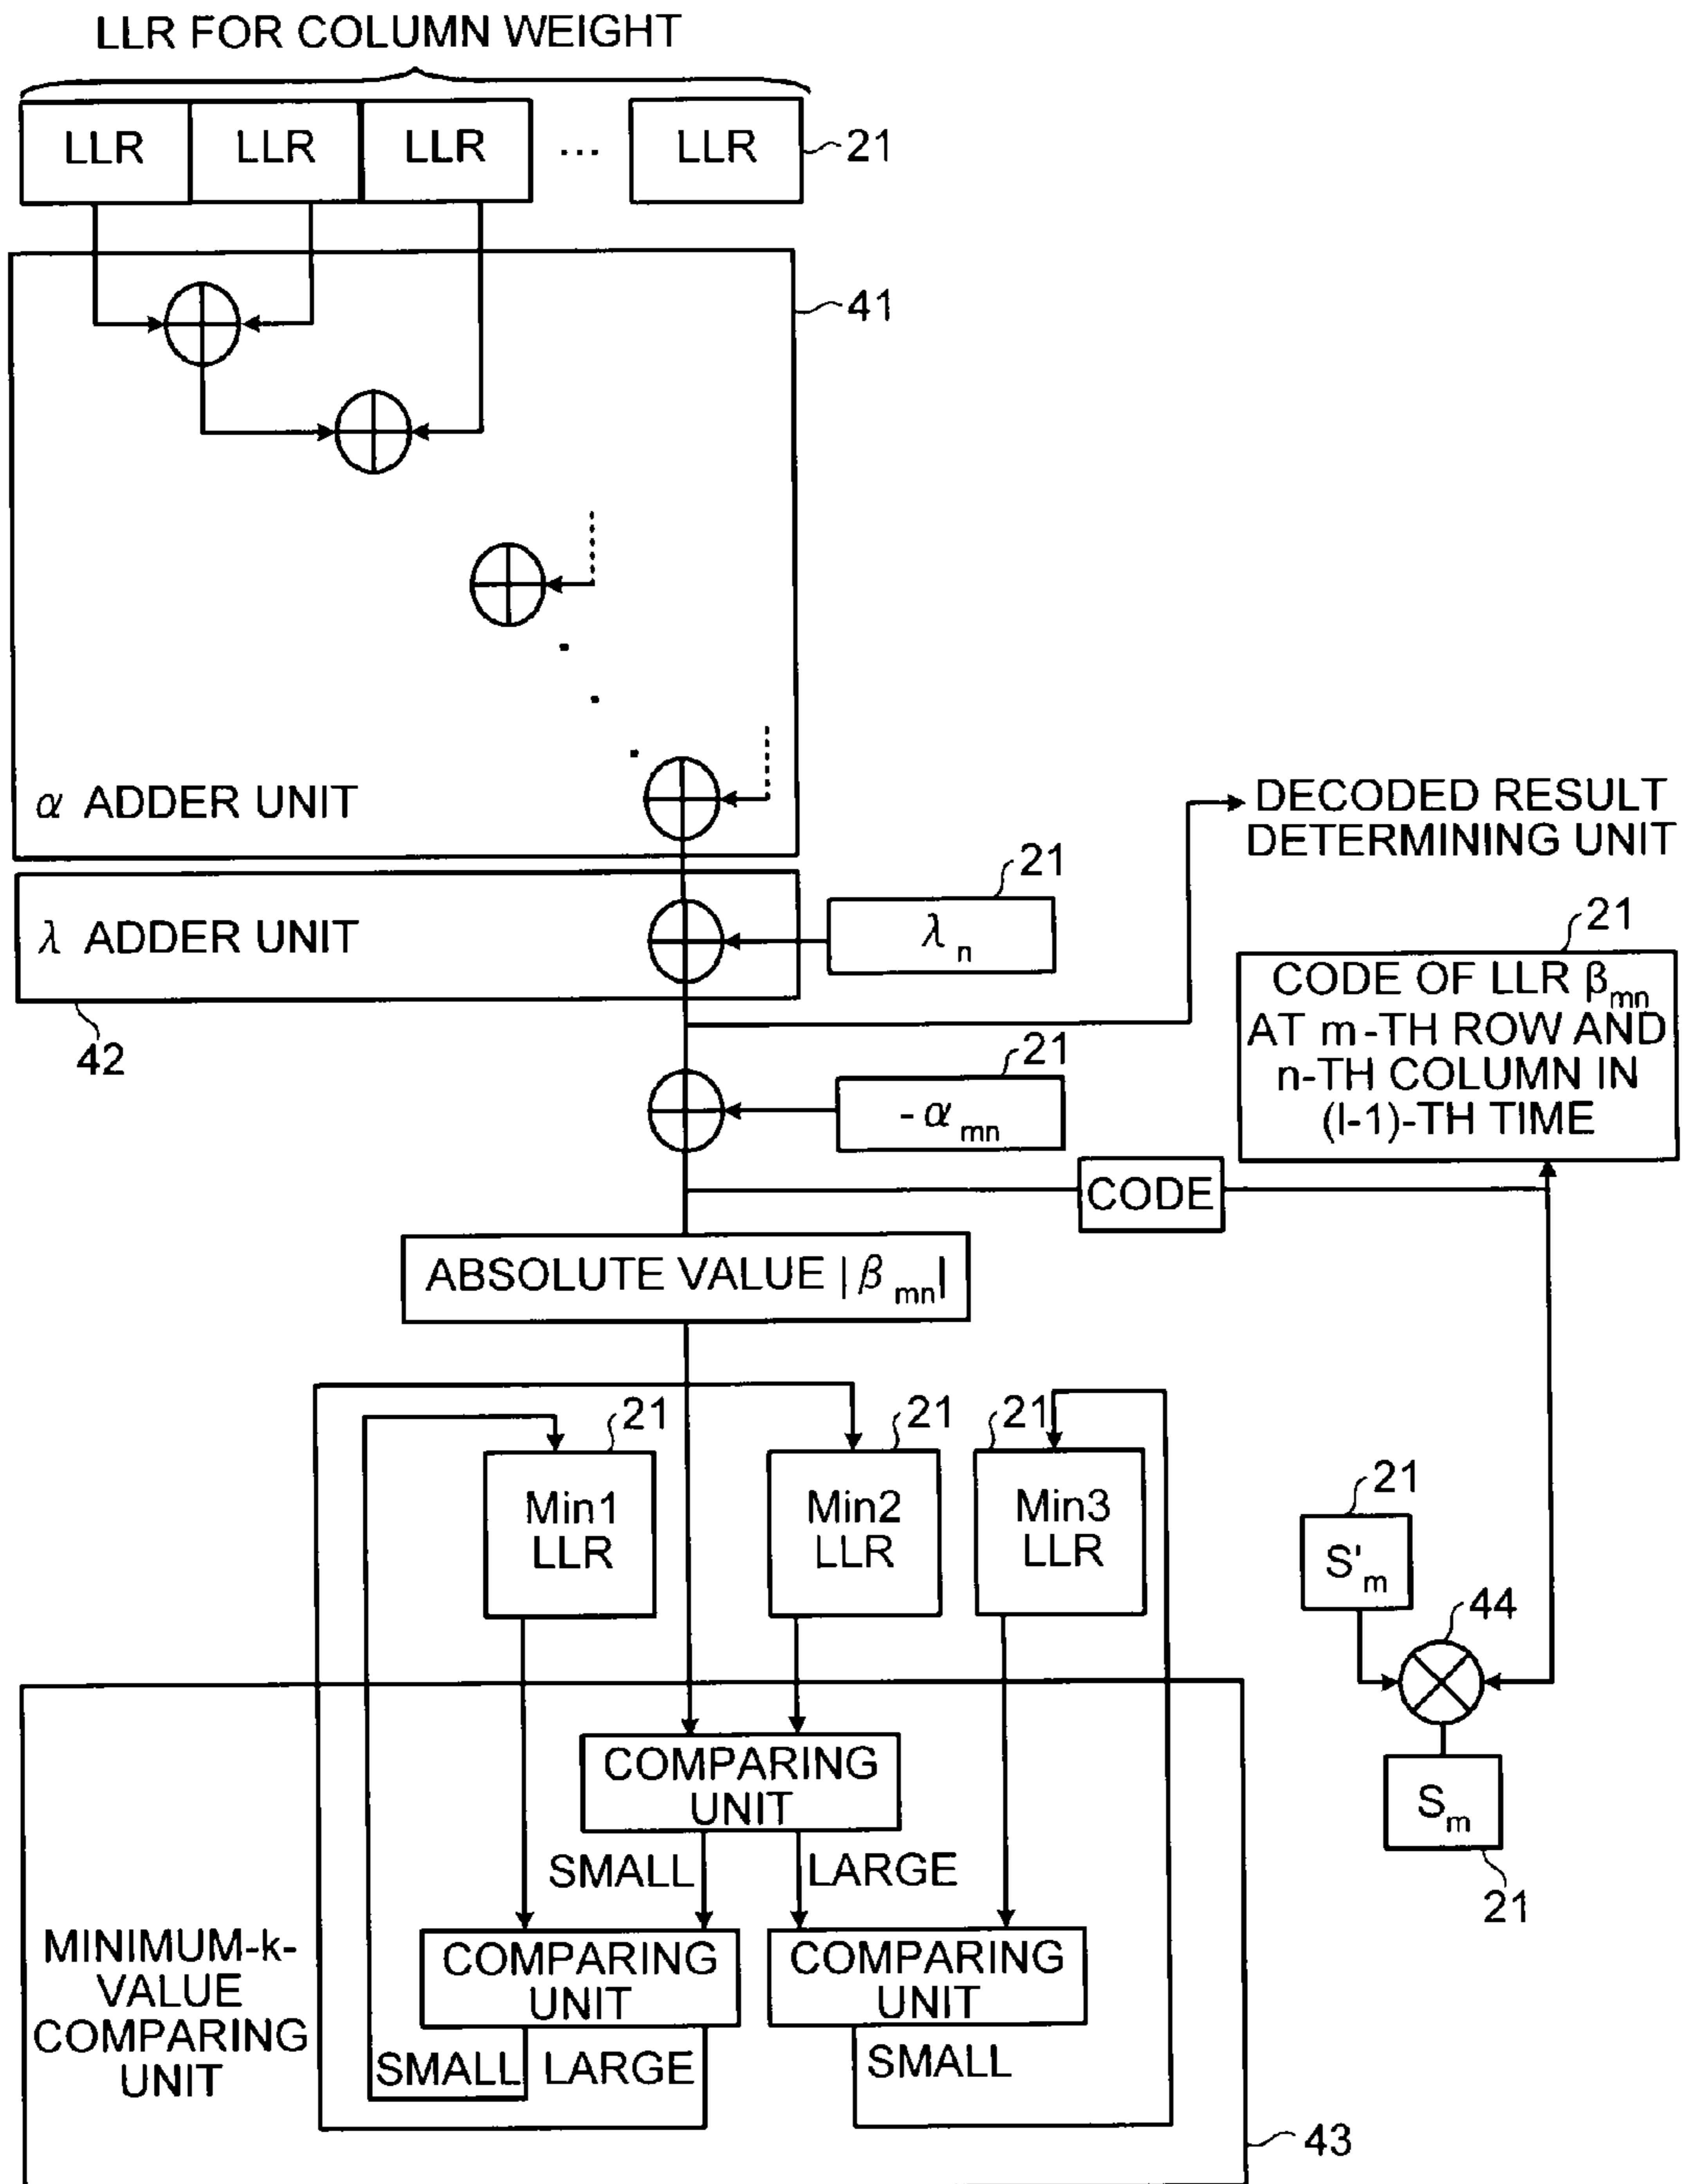 LLR FOR COLUMN WEIGHT
LLR LLR LLR ... LLR 21
41
α ADDER UNIT
DECODED RESULT
DETERMINING UNIT
21
λ ADDER UNIT
λn
42
21
CODE OF LLR βmn
AT m-TH ROW AND
n-TH COLUMN IN
(l-1)-TH TIME
21
-αmn
CODE
ABSOLUTE VALUE |βmn|
21 21 21
Min1
LLR
Min2
LLR
Min3
LLR
21
S'm
44
Sm
21
COMPARING
UNIT
SMALL LARGE
COMPARING
UNIT
COMPARING
UNIT
SMALL LARGE SMALL
MINIMUM-k-
VALUE
COMPARING
UNIT
43